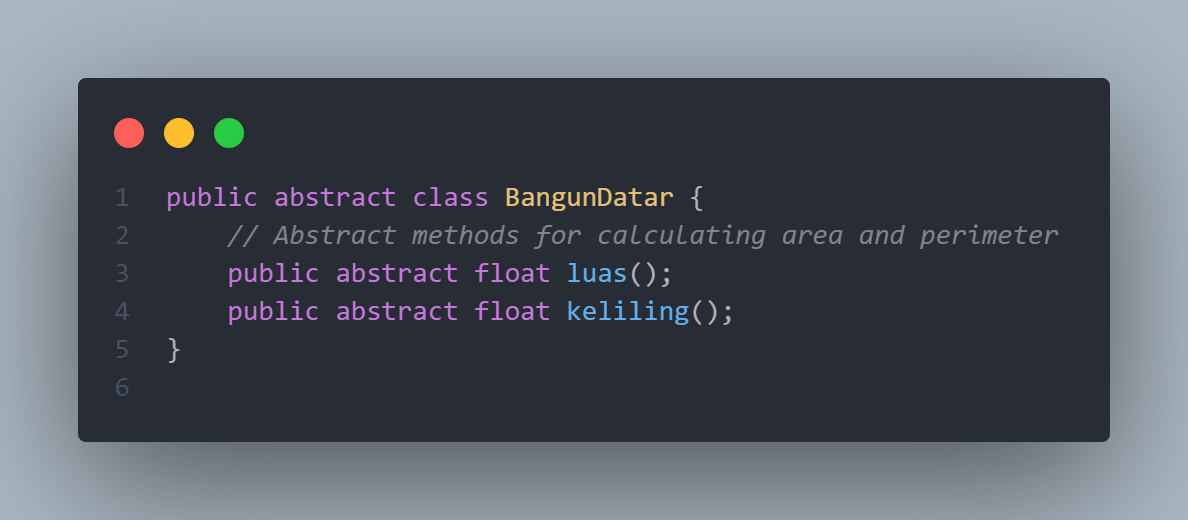 1 public abstract class BangunDatar {
2     // Abstract methods for calculating area and perimeter
3     public abstract float luas();
4     public abstract float keliling();
5 }
6